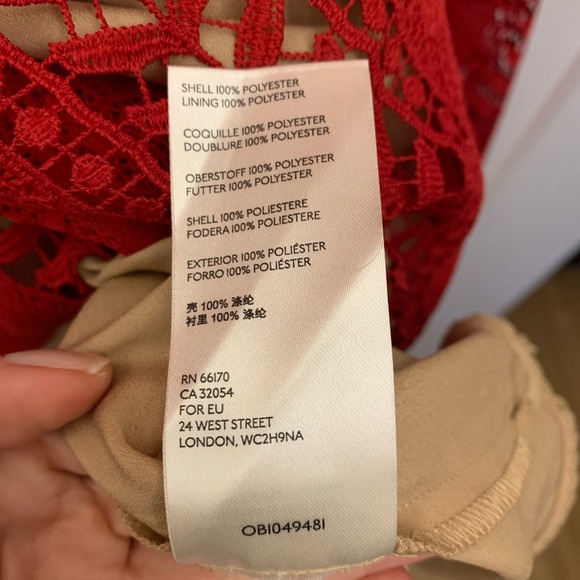 SHELL 100% POLYESTER
LINING 100% POLYESTER
COQUILLE 100% POLYESTER
DOUBLURE 100% POLYESTER
OBERSTOFF 100% POLYESTER
FUTTER 100% POLYESTER
SHELL 100% POLIESTERE
FODERA 100% POLIESTERE
EXTERIOR 100% POLIÉSTER
FORRO 100% POLIÉSTER
壳 100% 涤纶
衬里 100% 涤纶
RN 66170
CA 32054
FOR EU
24 WEST STREET
LONDON, WC2H9NA
OB1049481